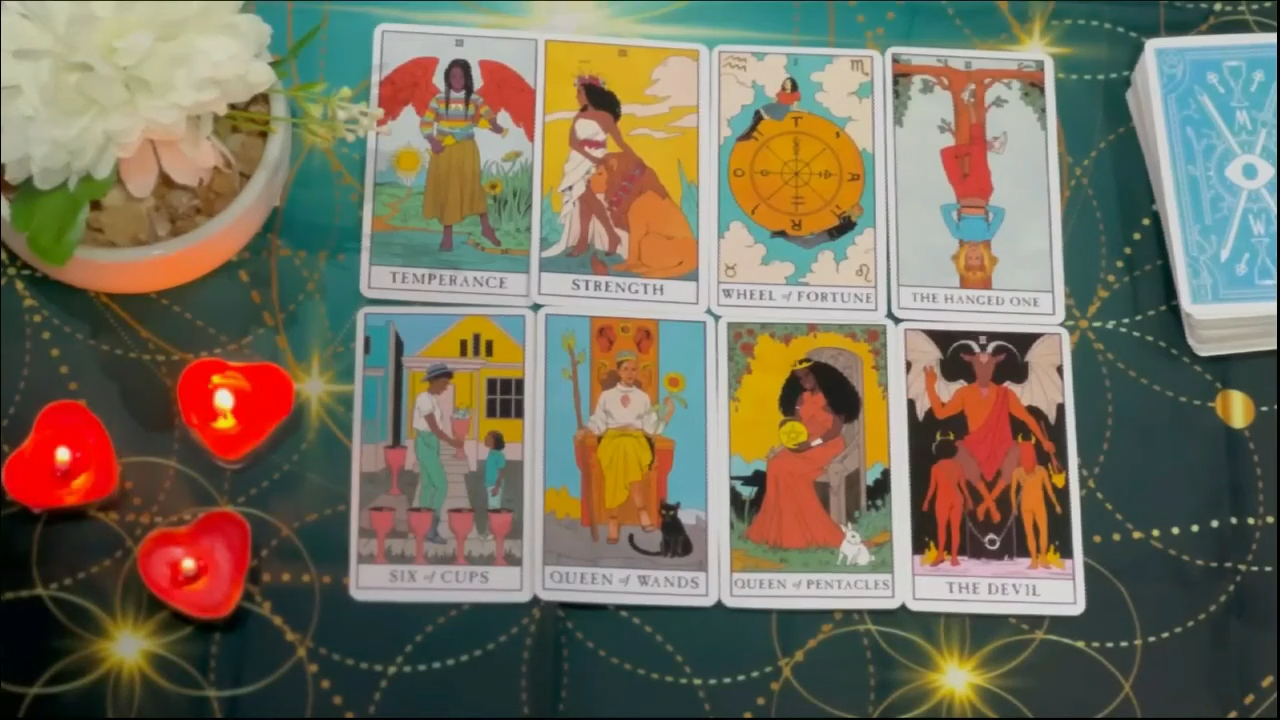 TEMPERANCE
STRENGTH
WHEEL of FORTUNE
THE HANGED ONE
SIX of CUPS
QUEEN of WANDS
QUEEN of PENTACLES
THE DEVIL
M
W